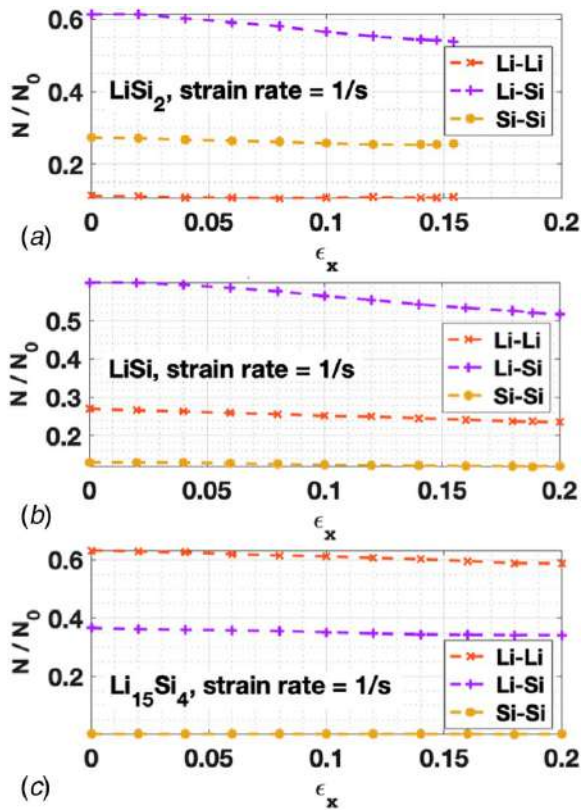 0.6
0.4
0.2
N / N₀
LiSi₂, strain rate = 1/s
Li-Li
Li-Si
Si-Si
0 0.05 0.1 0.15 0.2
(a)
ϵₓ
0.5
0.3
0.2
N / N₀
LiSi, strain rate = 1/s
Li-Li
Li-Si
Si-Si
0 0.05 0.1 0.15 0.2
(b)
ϵₓ
0.6
0.4
0.2
N / N₀
Li₁₅Si₄, strain rate = 1/s
Li-Li
Li-Si
Si-Si
0 0.05 0.1 0.15 0.2
(c)
ϵₓ